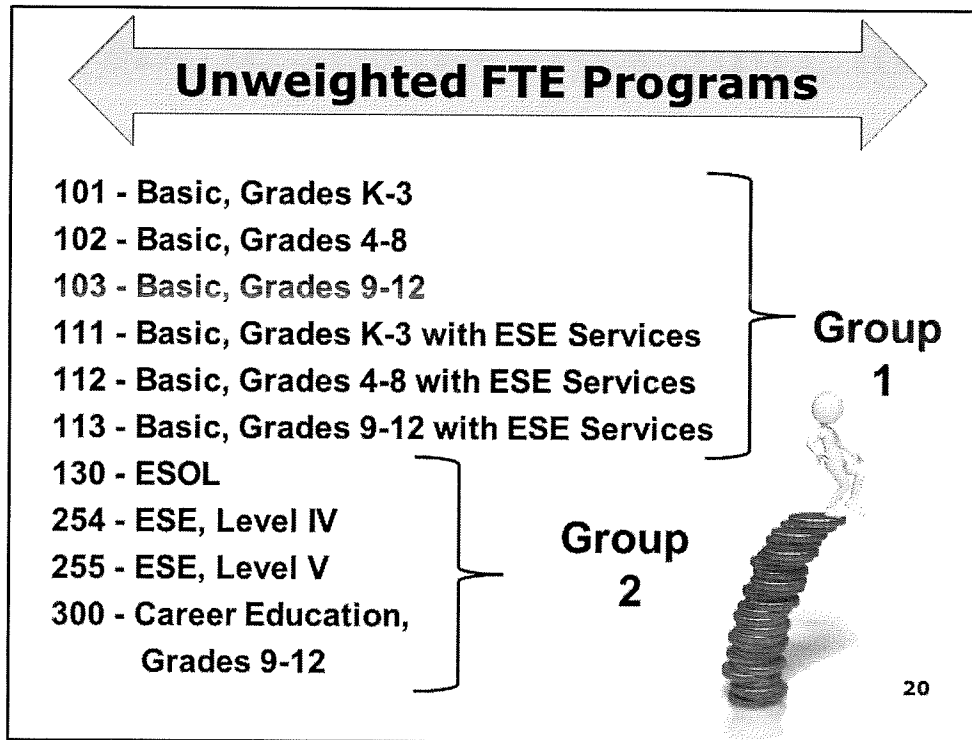 Unweighted FTE Programs
101 - Basic, Grades K-3
102 - Basic, Grades 4-8
103 - Basic, Grades 9-12
111 - Basic, Grades K-3 with ESE Services
112 - Basic, Grades 4-8 with ESE Services
113 - Basic, Grades 9-12 with ESE Services
Group
1
130 - ESOL
254 - ESE, Level IV
255 - ESE, Level V
300 - Career Education,
Grades 9-12
Group
2
20